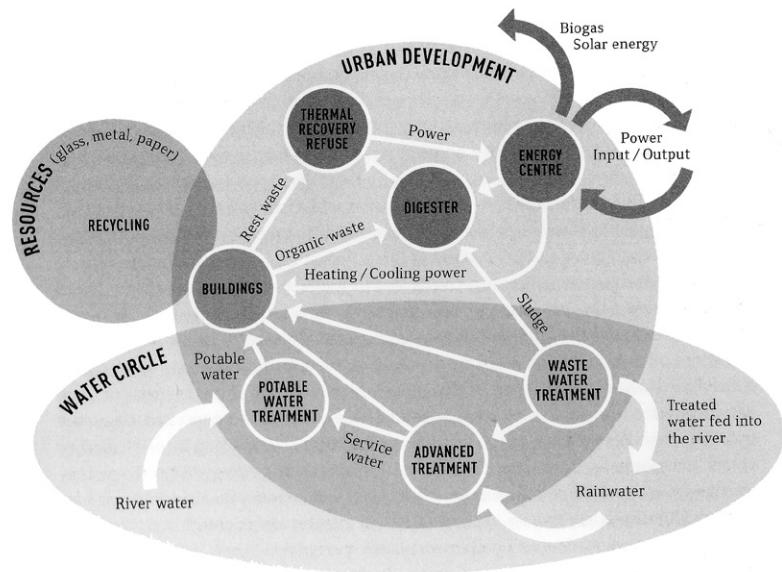 Biogas
Solar energy
URBAN DEVELOPMENT
THERMAL
RECOVERY
REFUSE
Power
ENERGY
CENTRE
Power
Input / Output
RESOURCES (glass, metal, paper)
RECYCLING
DIGESTER
Rest waste
Organic waste
Heating / Cooling power
BUILDINGS
Sludge
WATER CIRCLE
Potable
water
POTABLE
WATER
TREATMENT
WASTE
WATER
TREATMENT
Treated
water fed into
the river
Service
water
ADVANCED
TREATMENT
River water
Rainwater